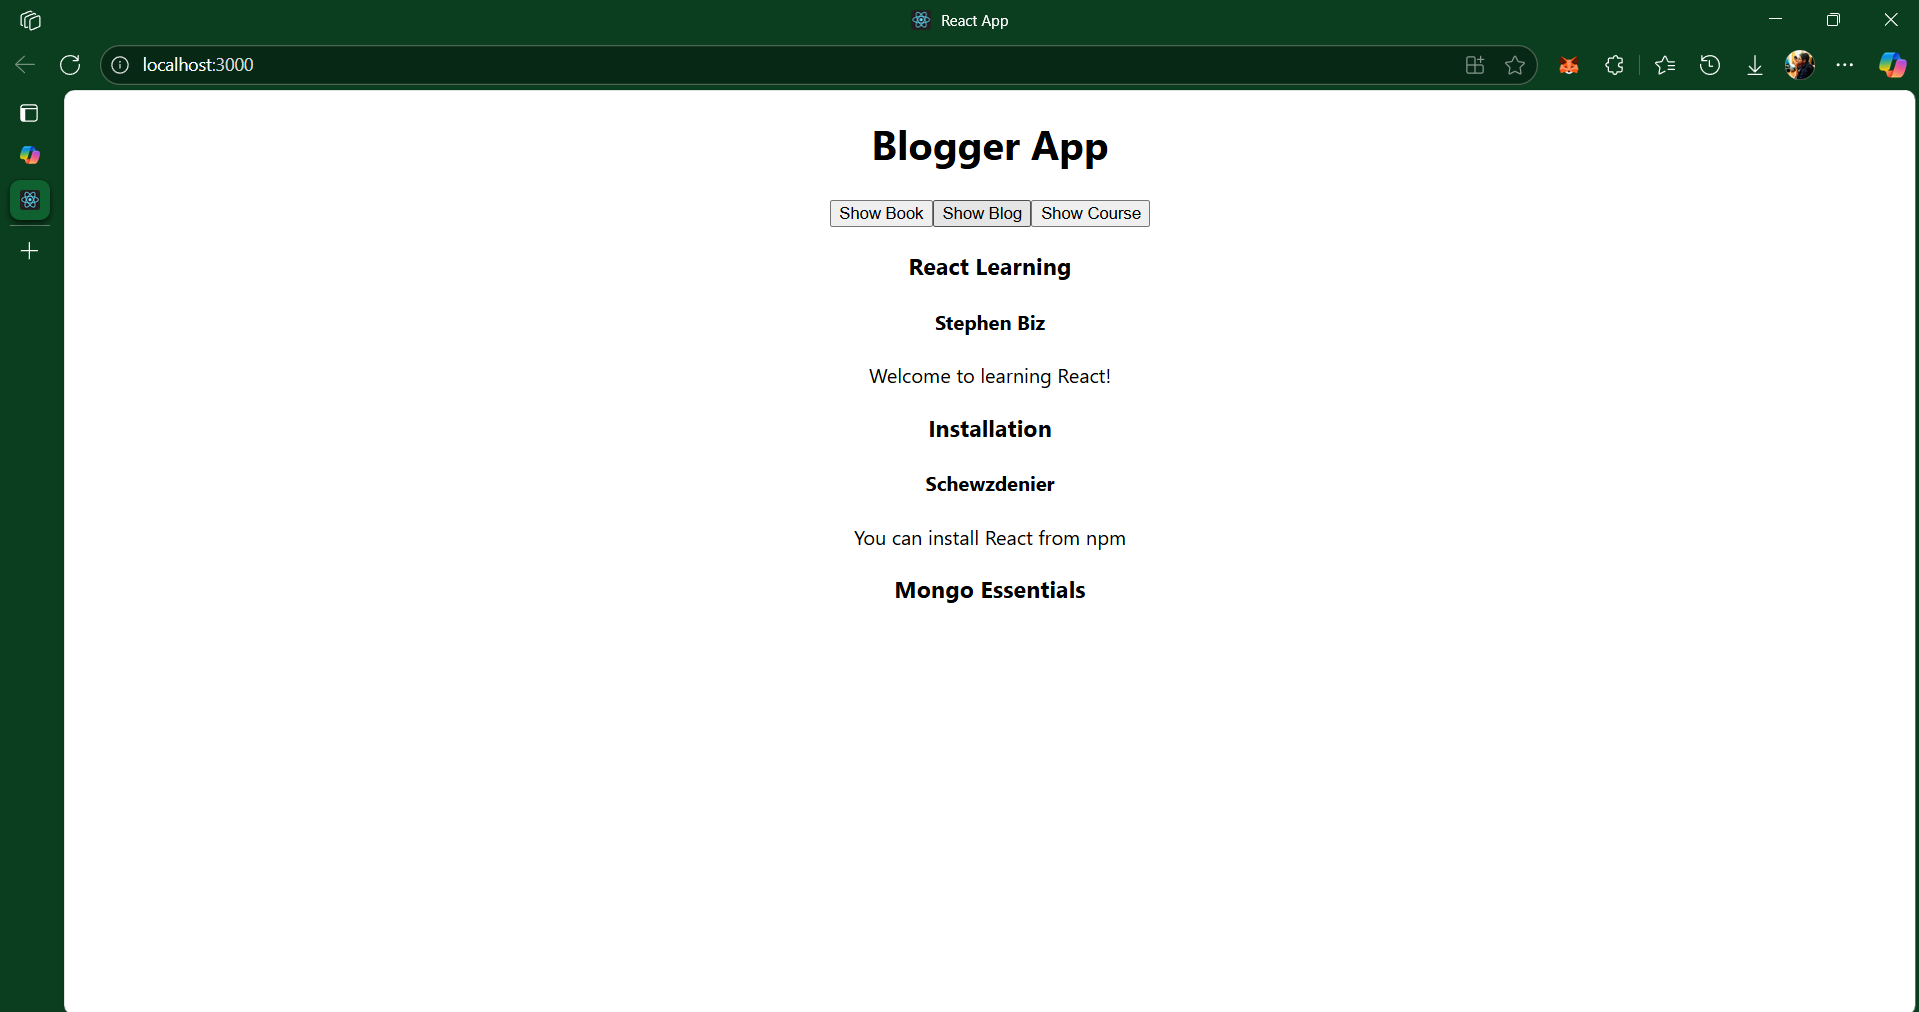 React App
localhost:3000
Blogger App
Show Book Show Blog Show Course
React Learning
Stephen Biz
Welcome to learning React!
Installation
Schewzdenier
You can install React from npm
Mongo Essentials